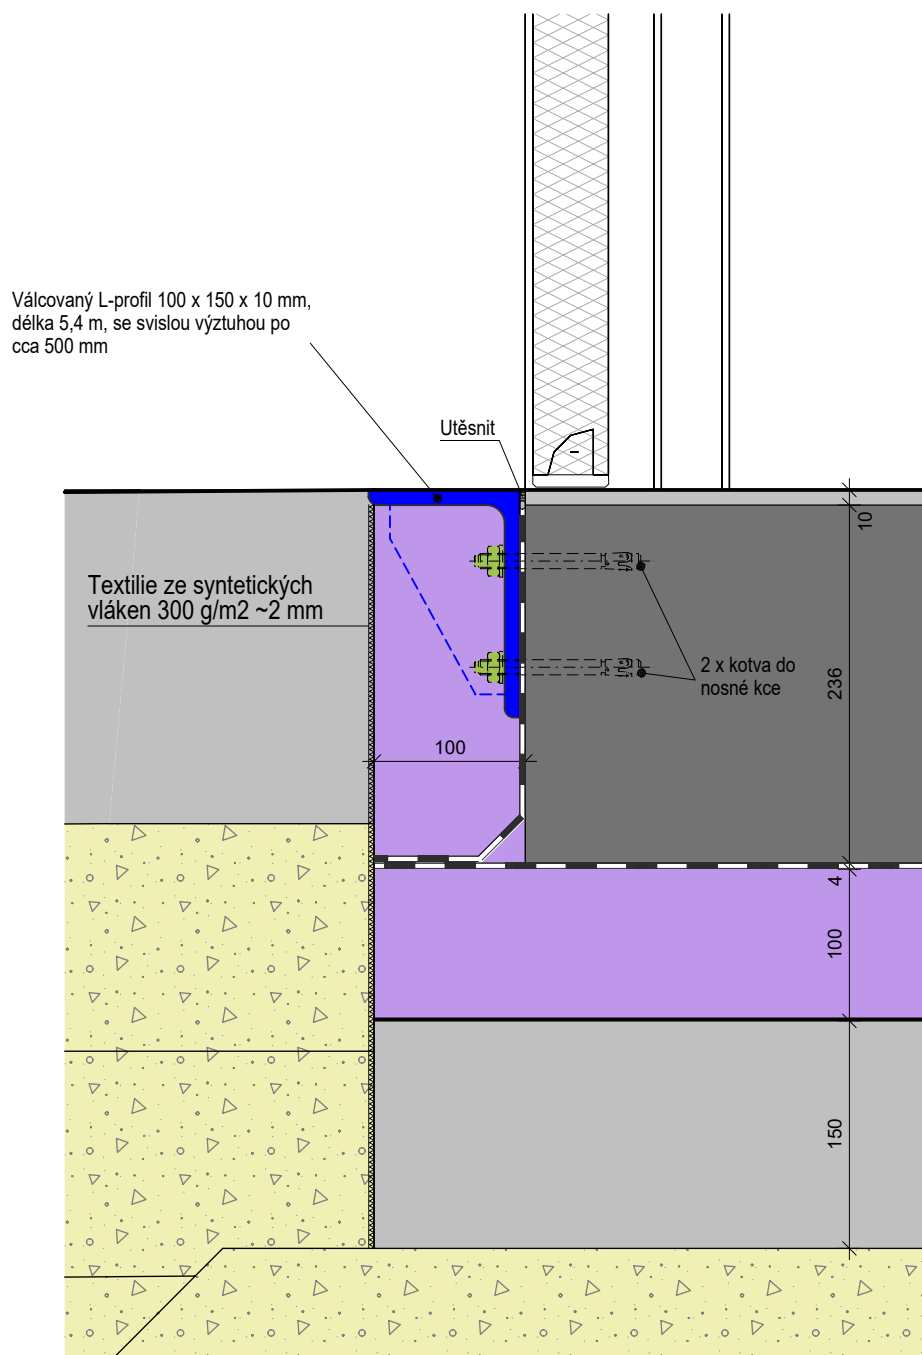 Válcovaný L-profil 100 x 150 x 10 mm,
délka 5,4 m, se svislou výztuhou po
cca 500 mm
Utěsnit
10
Textilie ze syntetických
vláken 300 g/m2 ~2 mm
2 x kotva do
nosné kce
236
100
4
100
150